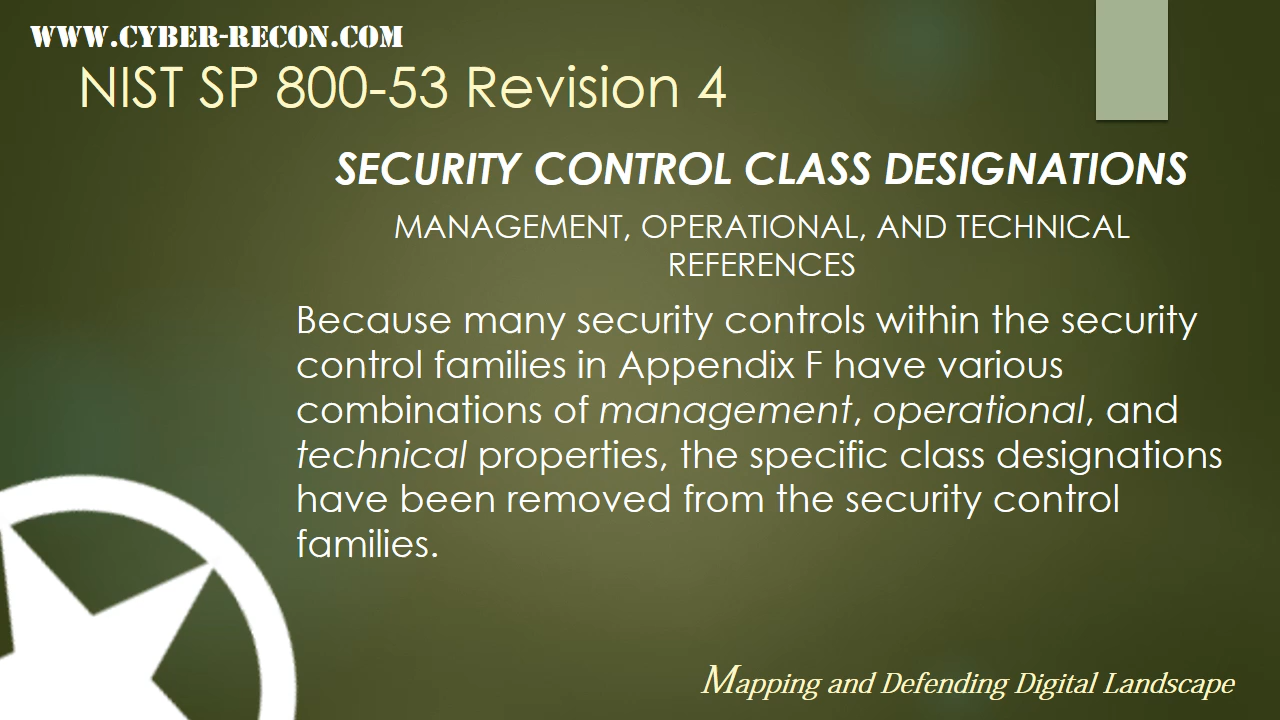 WWW.CYBER-RECON.COM
NIST SP 800-53 Revision 4
SECURITY CONTROL CLASS DESIGNATIONS
MANAGEMENT, OPERATIONAL, AND TECHNICAL
REFERENCES
Because many security controls within the security
control families in Appendix F have various
combinations of management, operational, and
technical properties, the specific class designations
have been removed from the security control
families.
Mapping and Defending Digital Landscape